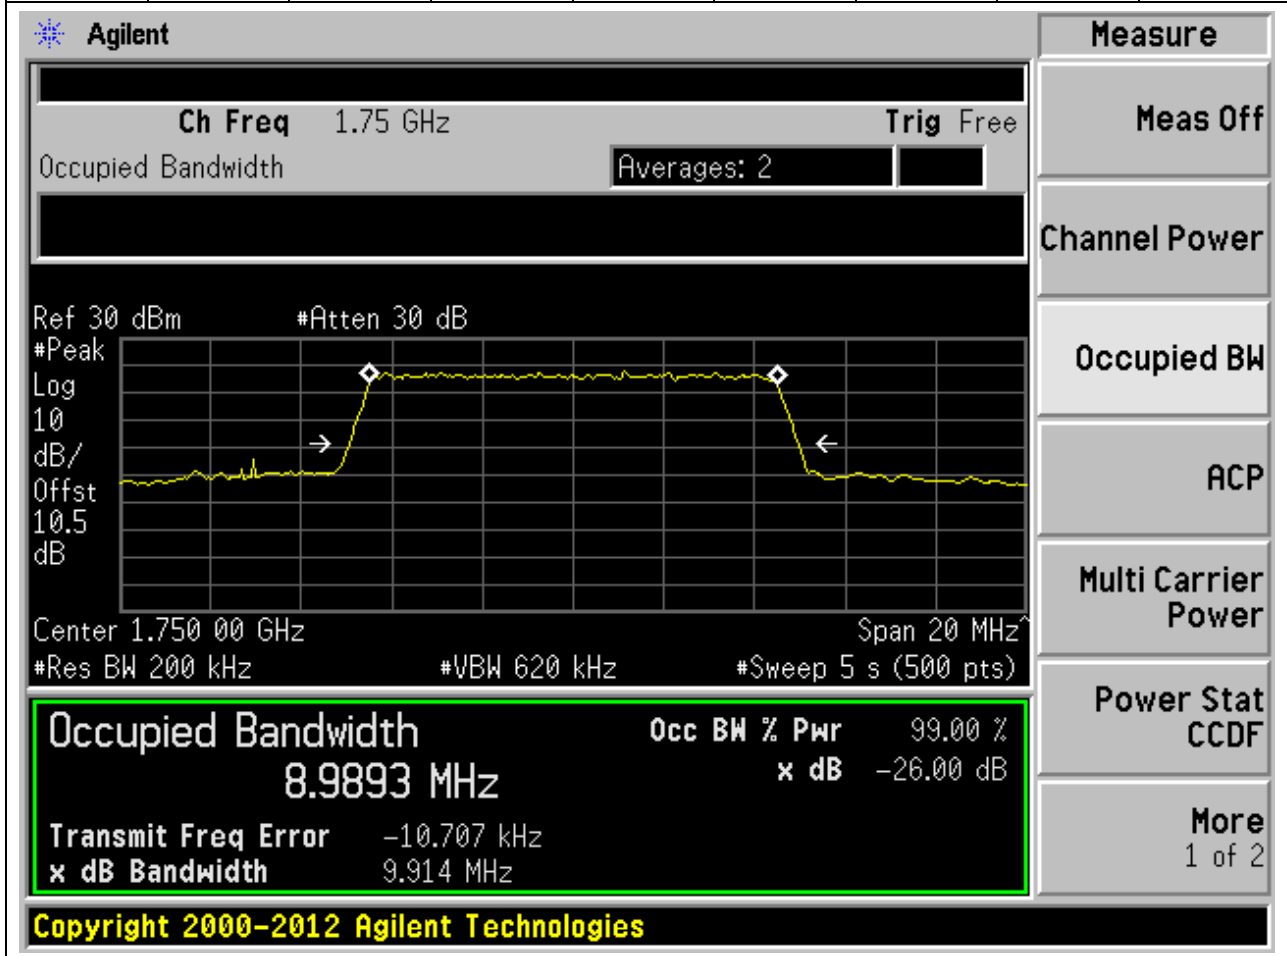 Agilent
Measure
Ch Freq 1.75 GHz Trig Free
Occupied Bandwidth Averages: 2
Meas Off
Channel Power
Occupied BW
ACP
Multi Carrier
Power
Power Stat
CCDF
More
1 of 2
Ref 30 dBm #Atten 30 dB
#Peak
Log
10
dB/
Offst
10.5
dB
Center 1.750 00 GHz Span 20 MHz^
#Res BW 200 kHz #VBW 620 kHz #Sweep 5 s (500 pts)
Occupied Bandwidth
8.9893 MHz
Occ BW % Pwr 99.00 %
x dB -26.00 dB
Transmit Freq Error -10.707 kHz
x dB Bandwidth 9.914 MHz
Copyright 2000-2012 Agilent Technologies